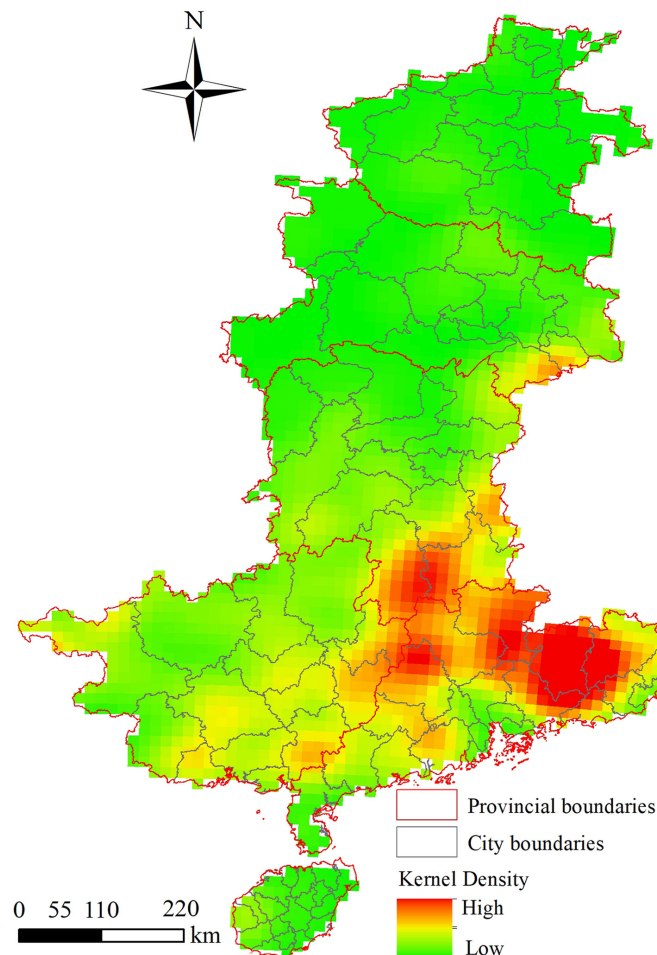 N
Provincial boundaries
City boundaries
Kernel Density
High
Low
0 55 110 220
km